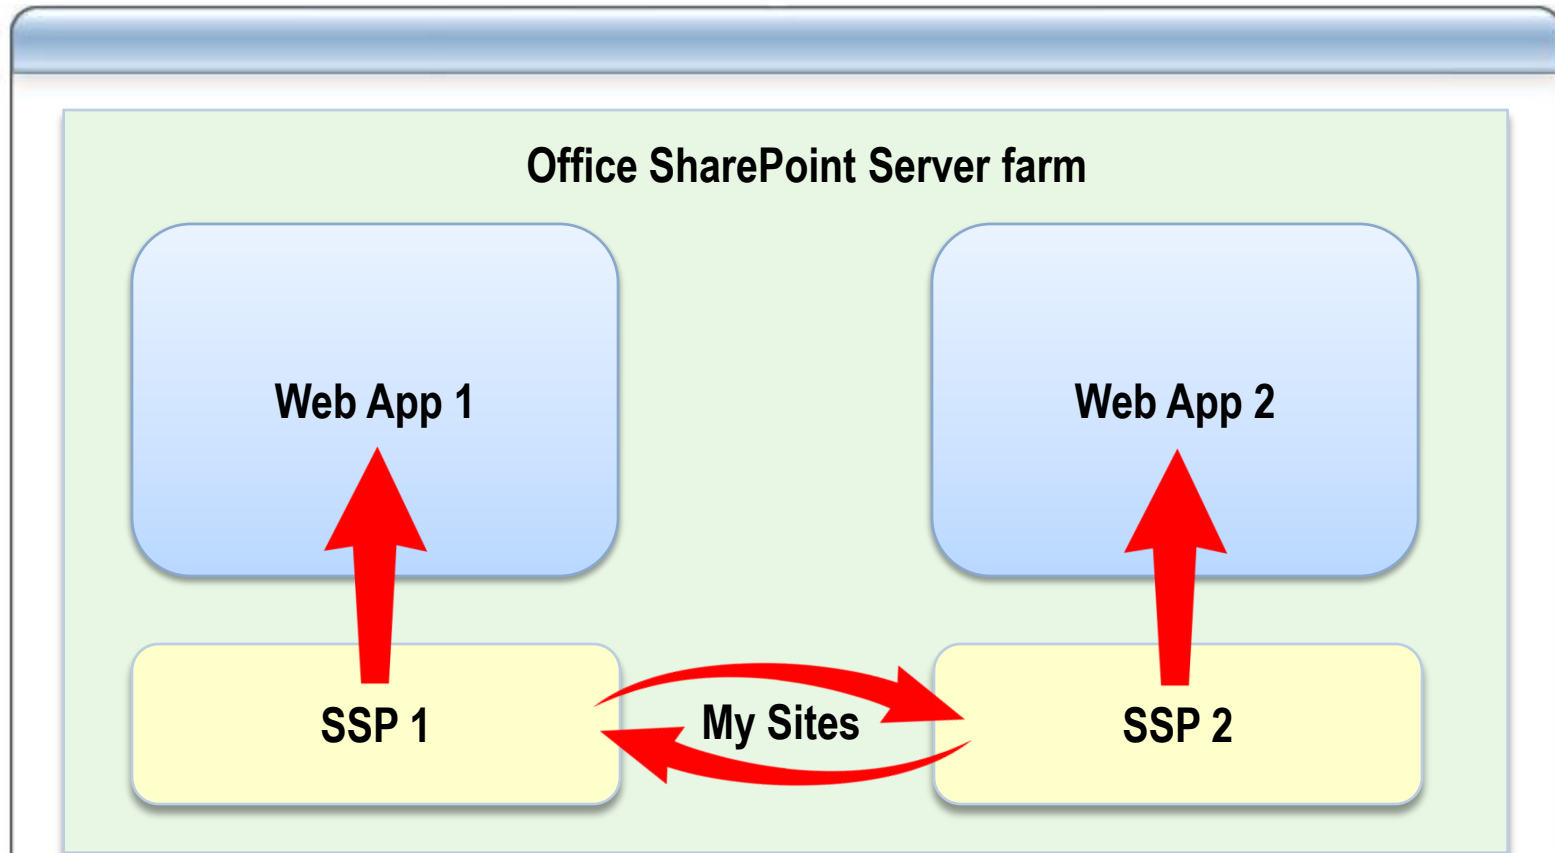 Office SharePoint Server farm
Web App 1
Web App 2
SSP 1
My Sites
SSP 2